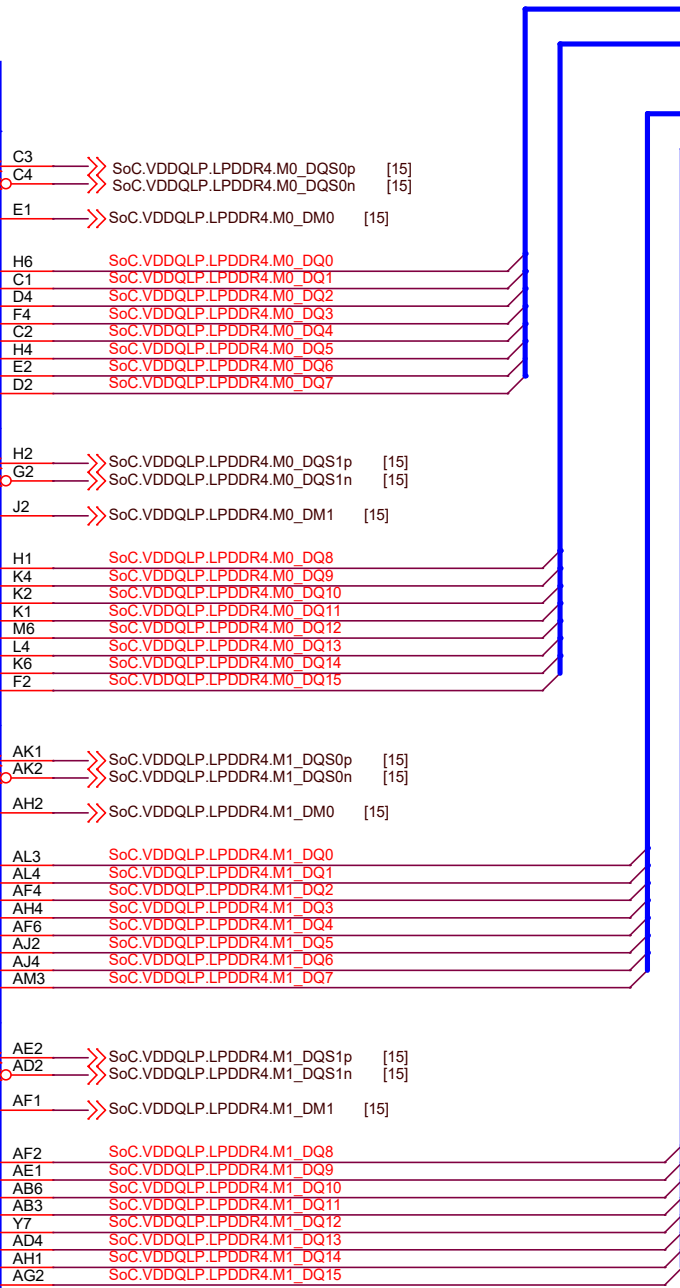 C3 SoC.VDDQLP.LPDDR4.M0_DQS0p [15]
C4 SoC.VDDQLP.LPDDR4.M0_DQS0n [15]
E1 SoC.VDDQLP.LPDDR4.M0_DM0 [15]
H6 SoC.VDDQLP.LPDDR4.M0_DQ0
C1 SoC.VDDQLP.LPDDR4.M0_DQ1
D4 SoC.VDDQLP.LPDDR4.M0_DQ2
F4 SoC.VDDQLP.LPDDR4.M0_DQ3
C2 SoC.VDDQLP.LPDDR4.M0_DQ4
H4 SoC.VDDQLP.LPDDR4.M0_DQ5
E2 SoC.VDDQLP.LPDDR4.M0_DQ6
D2 SoC.VDDQLP.LPDDR4.M0_DQ7
H2 SoC.VDDQLP.LPDDR4.M0_DQS1p [15]
G2 SoC.VDDQLP.LPDDR4.M0_DQS1n [15]
J2 SoC.VDDQLP.LPDDR4.M0_DM1 [15]
H1 SoC.VDDQLP.LPDDR4.M0_DQ8
K4 SoC.VDDQLP.LPDDR4.M0_DQ9
K2 SoC.VDDQLP.LPDDR4.M0_DQ10
K1 SoC.VDDQLP.LPDDR4.M0_DQ11
M6 SoC.VDDQLP.LPDDR4.M0_DQ12
L4 SoC.VDDQLP.LPDDR4.M0_DQ13
K6 SoC.VDDQLP.LPDDR4.M0_DQ14
F2 SoC.VDDQLP.LPDDR4.M0_DQ15
AK1 SoC.VDDQLP.LPDDR4.M1_DQS0p [15]
AK2 SoC.VDDQLP.LPDDR4.M1_DQS0n [15]
AH2 SoC.VDDQLP.LPDDR4.M1_DM0 [15]
AL3 SoC.VDDQLP.LPDDR4.M1_DQ0
AL4 SoC.VDDQLP.LPDDR4.M1_DQ1
AF4 SoC.VDDQLP.LPDDR4.M1_DQ2
AH4 SoC.VDDQLP.LPDDR4.M1_DQ3
AF6 SoC.VDDQLP.LPDDR4.M1_DQ4
AJ2 SoC.VDDQLP.LPDDR4.M1_DQ5
AJ4 SoC.VDDQLP.LPDDR4.M1_DQ6
AM3 SoC.VDDQLP.LPDDR4.M1_DQ7
AE2 SoC.VDDQLP.LPDDR4.M1_DQS1p [15]
AD2 SoC.VDDQLP.LPDDR4.M1_DQS1n [15]
AF1 SoC.VDDQLP.LPDDR4.M1_DM1 [15]
AF2 SoC.VDDQLP.LPDDR4.M1_DQ8
AE1 SoC.VDDQLP.LPDDR4.M1_DQ9
AB6 SoC.VDDQLP.LPDDR4.M1_DQ10
AB3 SoC.VDDQLP.LPDDR4.M1_DQ11
Y7 SoC.VDDQLP.LPDDR4.M1_DQ12
AD4 SoC.VDDQLP.LPDDR4.M1_DQ13
AH1 SoC.VDDQLP.LPDDR4.M1_DQ14
AG2 SoC.VDDQLP.LPDDR4.M1_DQ15